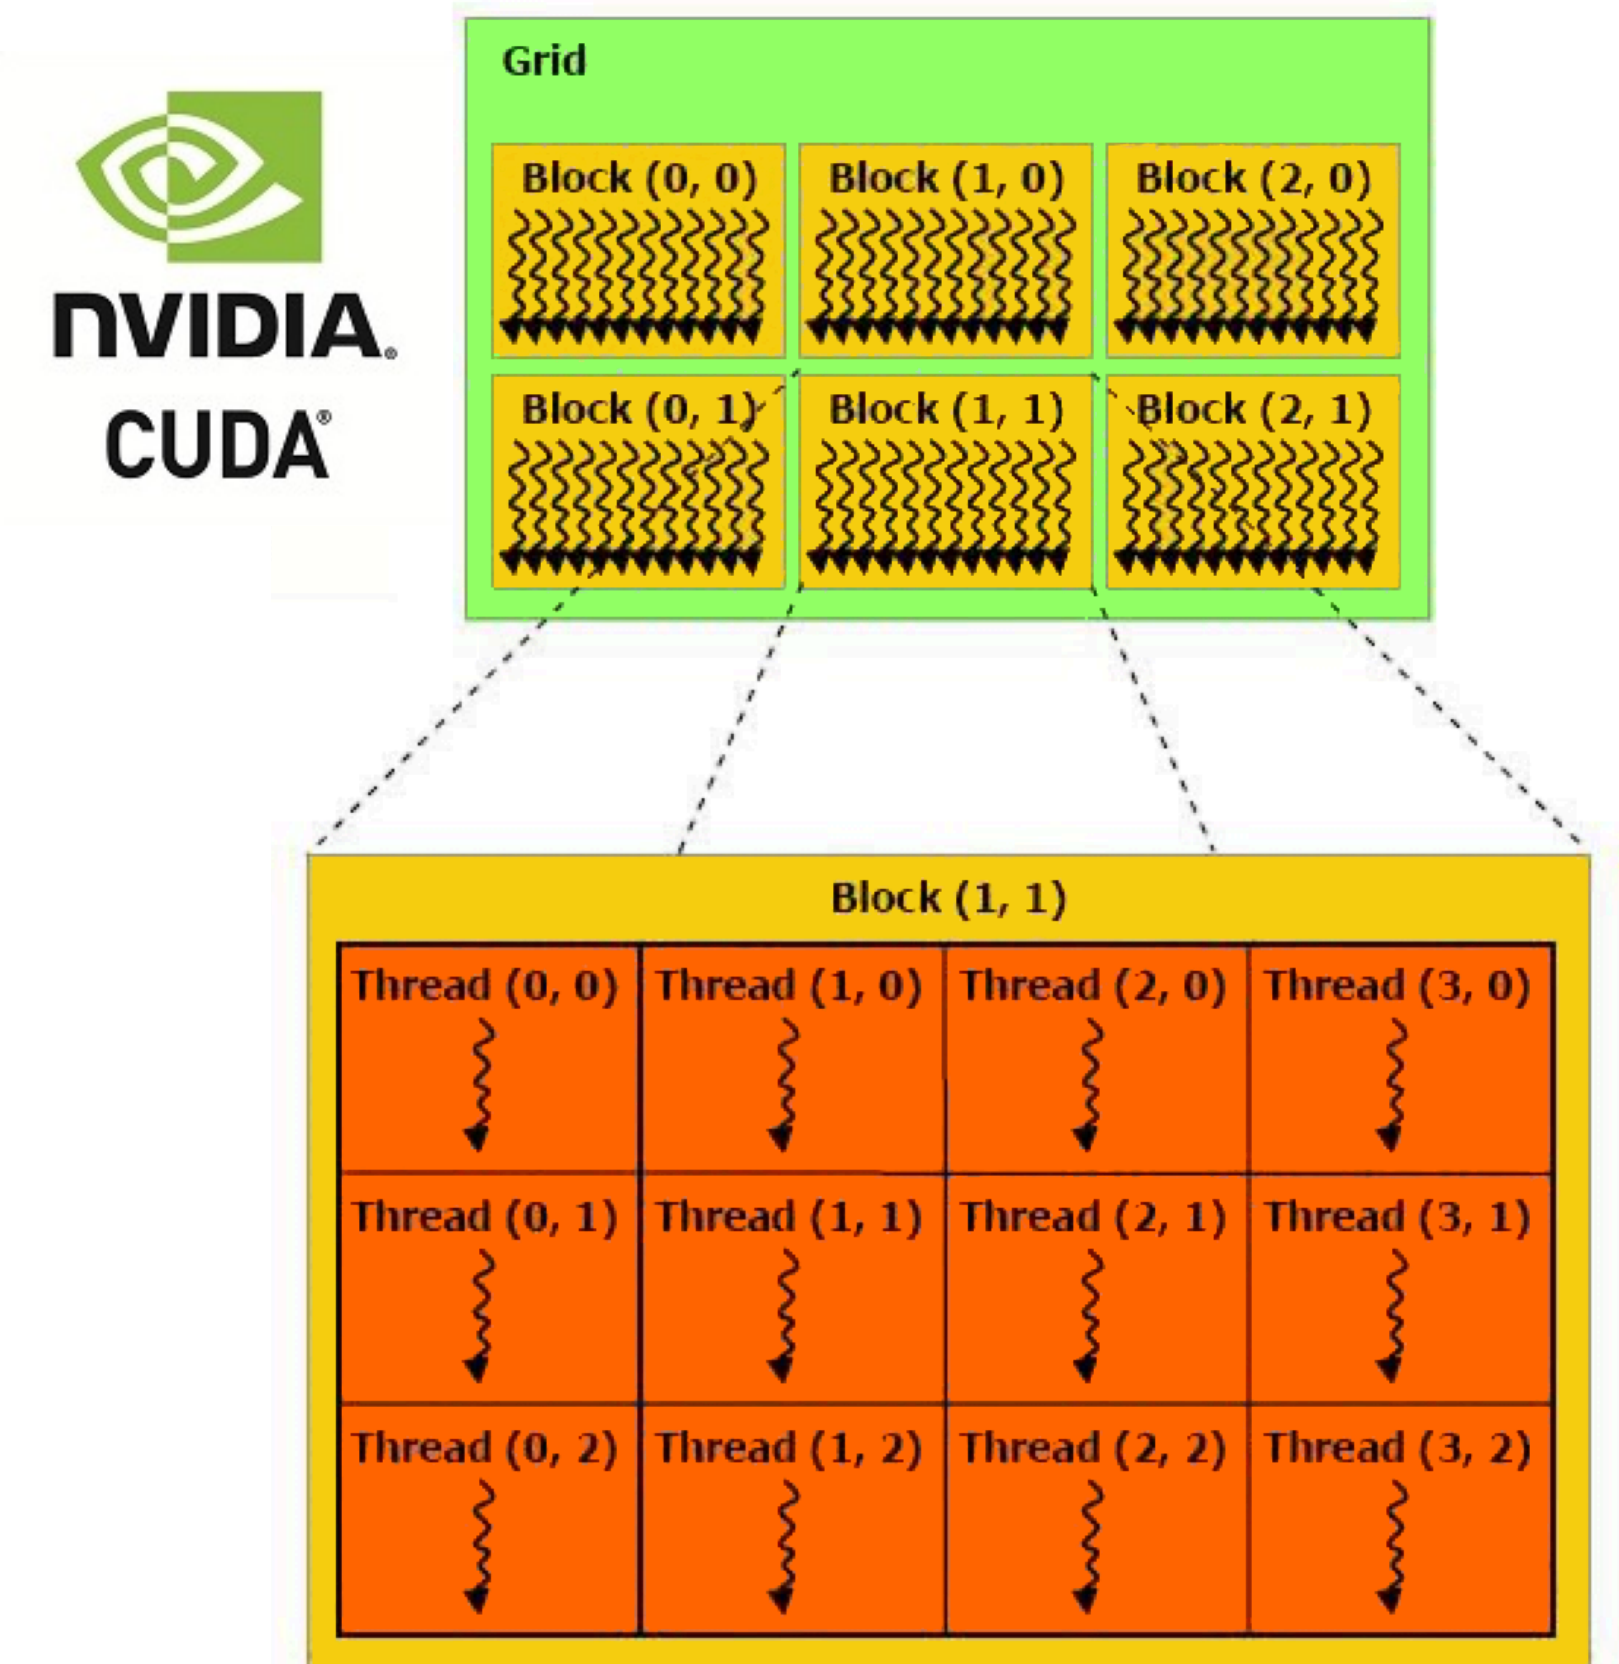 NVIDIA®
CUDA®
Grid
Block (0, 0) Block (1, 0) Block (2, 0)
Block (0, 1) Block (1, 1) Block (2, 1)
Block (1, 1)
Thread (0, 0) Thread (1, 0) Thread (2, 0) Thread (3, 0)
Thread (0, 1) Thread (1, 1) Thread (2, 1) Thread (3, 1)
Thread (0, 2) Thread (1, 2) Thread (2, 2) Thread (3, 2)